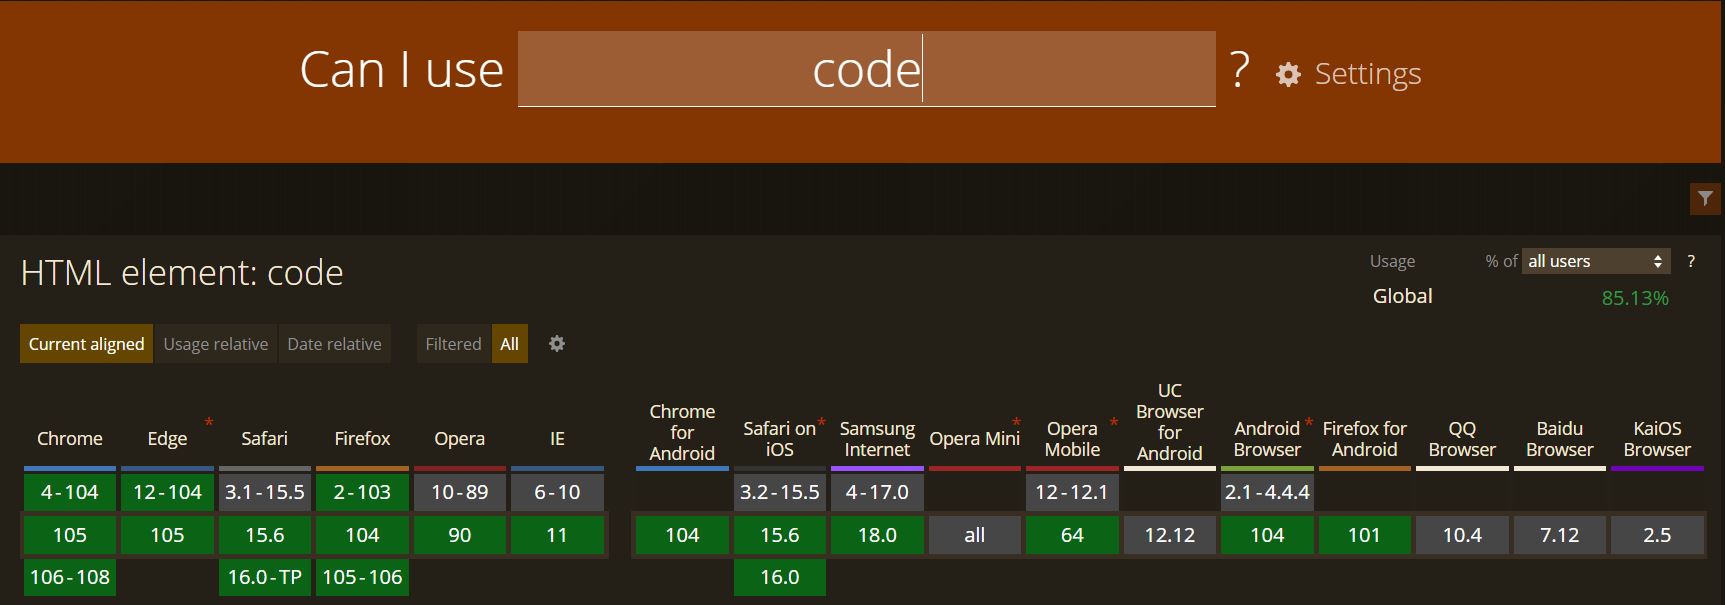 Can I use code ? Settings
HTML element: code
Usage % of all users ?
Global 85.13%
Current aligned Usage relative Date relative Filtered All
Chrome Edge * Safari Firefox Opera IE Chrome for Android Safari on iOS * Samsung Internet Opera Mini * Opera Mobile * UC Browser for Android Android Browser * Firefox for Android QQ Browser Baidu Browser KaiOS Browser
4-104 12-104 3.1-15.5 2-103 10-89 6-10 3.2-15.5 4-17.0 12-12.1 2.1-4.4.4
105 105 15.6 104 90 11 104 15.6 18.0 all 64 12.12 104 101 10.4 7.12 2.5
106-108 16.0-TP 105-106 16.0